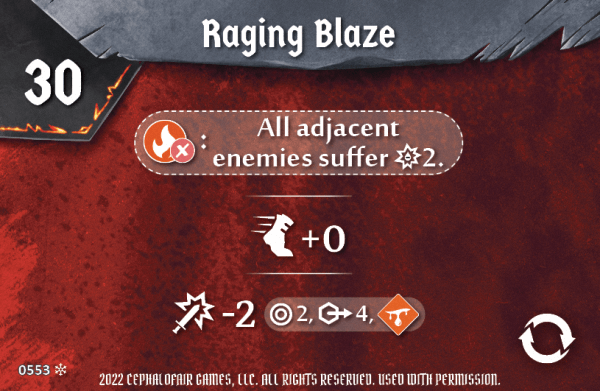 Raging Blaze
30
: All adjacent
enemies suffer 2.
+0
-2 2, 4,
0553
2022 CEPHALOFAIR GAMES, LLC. ALL RIGHTS RESERVED. USED WITH PERMISSION.